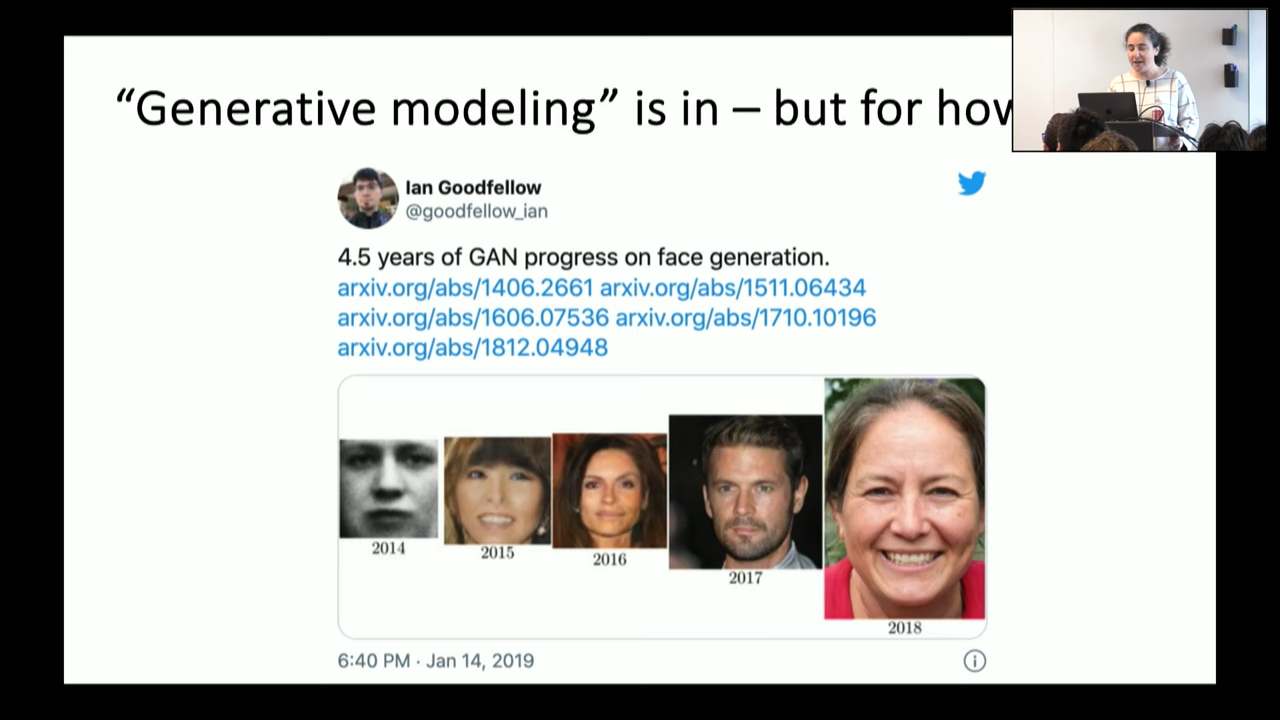 “Generative modeling” is in – but for how
Ian Goodfellow
@goodfellow_ian
4.5 years of GAN progress on face generation.
arxiv.org/abs/1406.2661 arxiv.org/abs/1511.06434
arxiv.org/abs/1606.07536 arxiv.org/abs/1710.10196
arxiv.org/abs/1812.04948
2014
2015
2016
2017
2018
6:40 PM · Jan 14, 2019